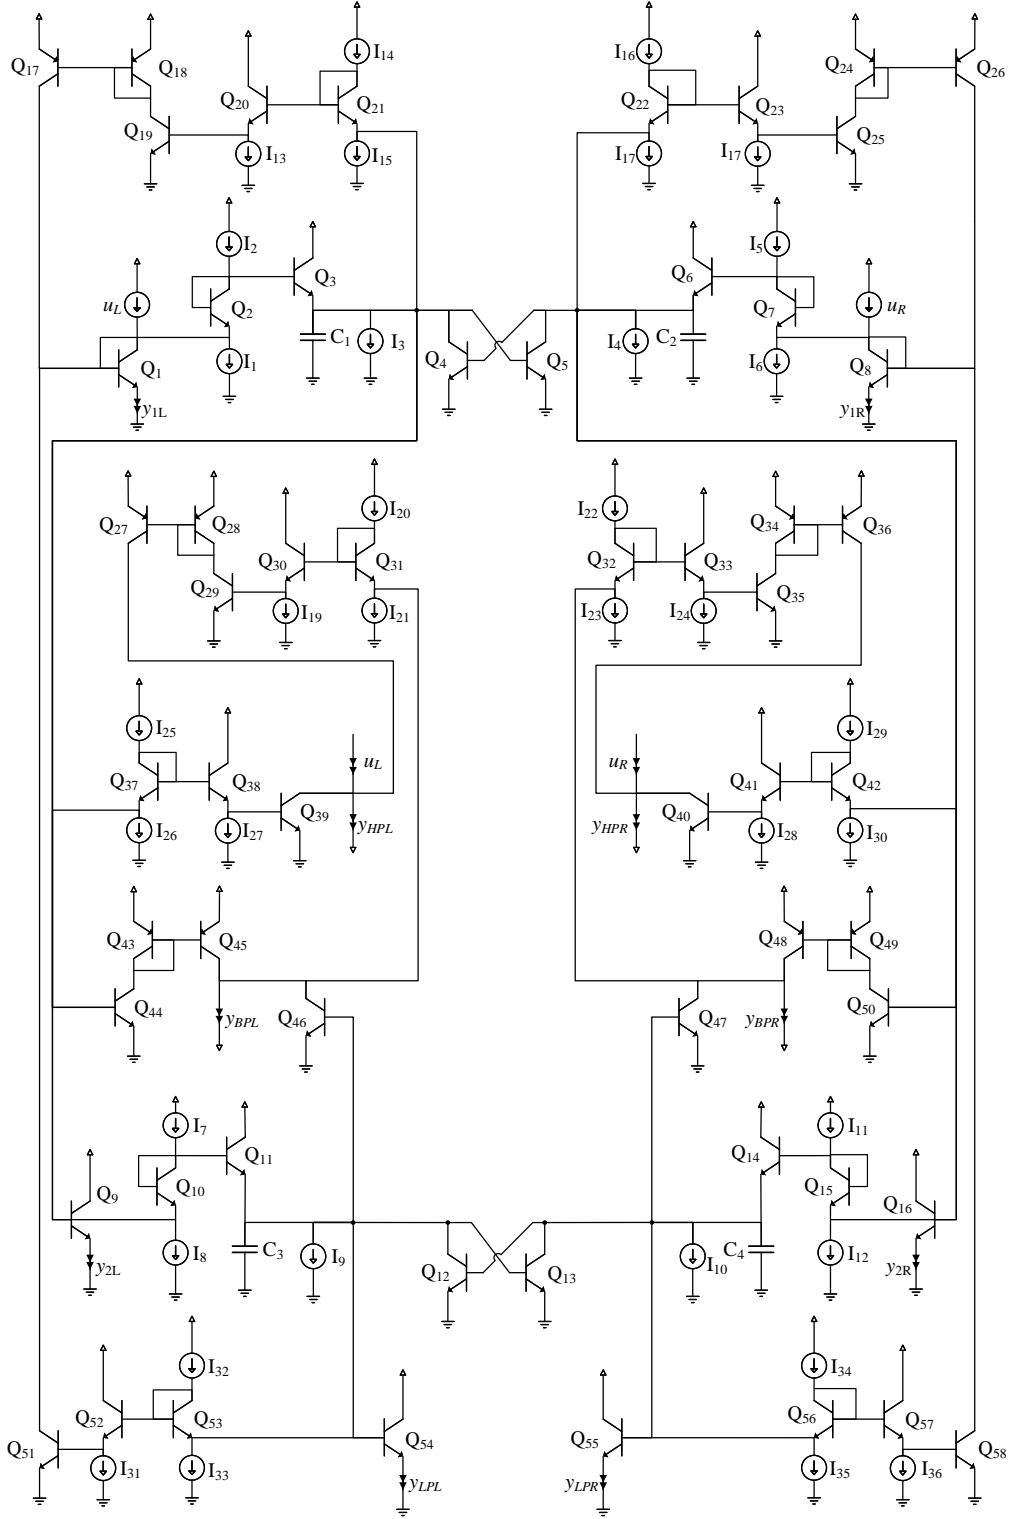 I14 I16
Q17 Q18 Q24 Q26
Q20 Q21 Q22 Q23
Q19 Q25
I13 I15 I17 I17
I2 I5
Q3 Q6
uL Q2 Q7 uR
C1 I3 I4 C2
Q1 I1 Q4 Q5 I6 Q8
y1L y1R
I20 I22
Q27 Q28 Q34 Q36
Q30 Q31 Q32 Q33
Q29 Q35
I19 I21 I23 I24
I25 I29
uL uR
Q37 Q38 Q41 Q42
Q39 Q40
I26 I27 yHPL yHPR I28 I30
Q43 Q45 Q48 Q49
Q44 yBPL Q46 Q47 yBPR Q50
I7 I11
Q11 Q14
Q9 Q10 Q15 Q16
I8 C3 I9 I10 C4 I12
y2L Q12 Q13 y2R
I32 I34
Q52 Q53 Q56 Q57
Q51 Q54 Q55 Q58
I31 I33 I35 I36
yLPL yLPR